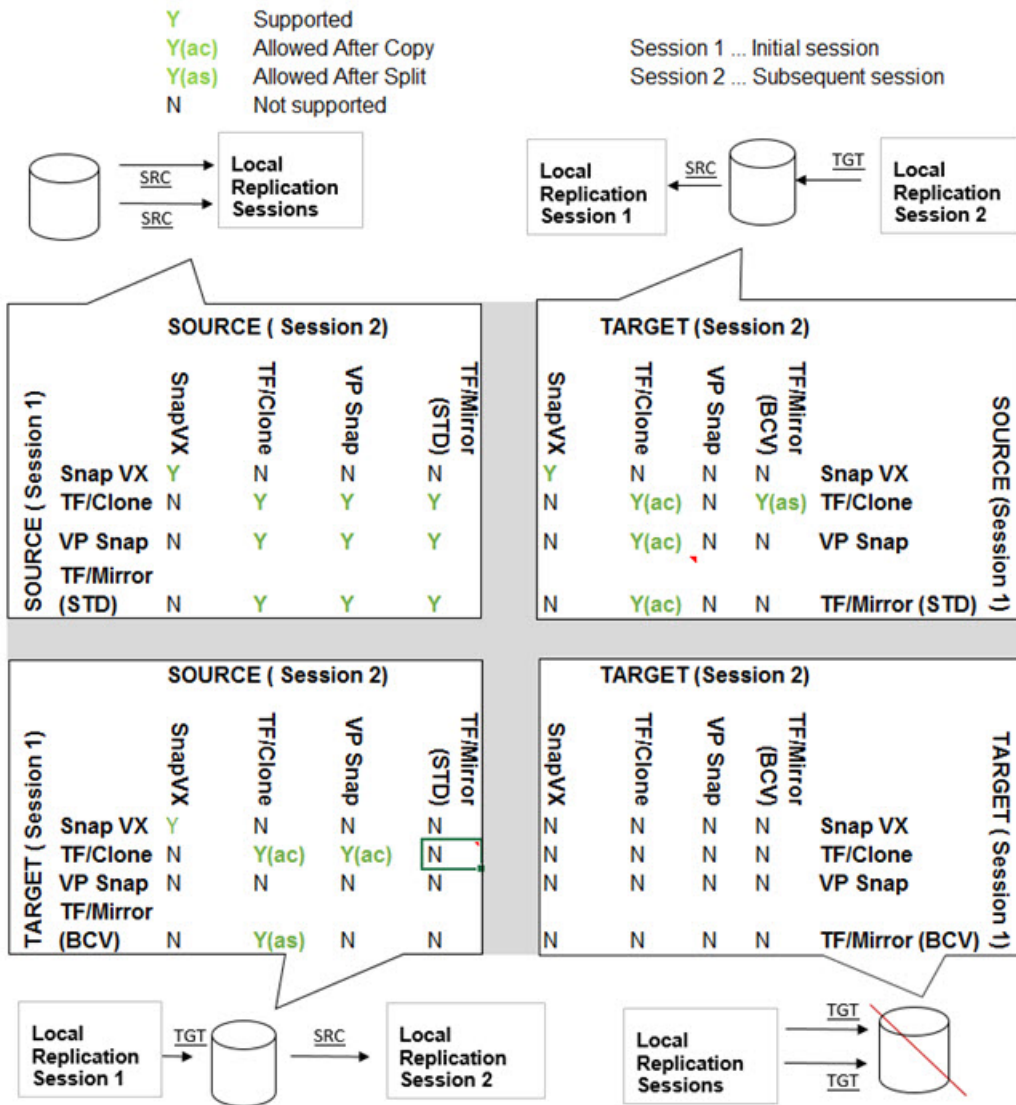 Y Supported
Y(ac) Allowed After Copy
Y(as) Allowed After Split
N Not supported
Session 1 ... Initial session
Session 2 ... Subsequent session
SRC
SRC
Local
Replication
Sessions
Local
Replication
Session 1
SRC
TGT
Local
Replication
Session 2
SOURCE ( Session 2)
SOURCE ( Session 1)
SnapVX TF/Clone VP Snap TF/Mirror (STD)
Snap VX Y N N N
TF/Clone N Y Y Y
VP Snap N Y Y Y
TF/Mirror
(STD) N Y Y Y
TARGET (Session 2)
SnapVX TF/Clone VP Snap TF/Mirror (BCV)
Y N N N Snap VX
N Y(ac) N Y(as) TF/Clone
N Y(ac) N N VP Snap
N Y(ac) N N TF/Mirror (STD)
SOURCE (Session 1)
SOURCE ( Session 2)
TARGET ( Session 1)
SnapVX TF/Clone VP Snap TF/Mirror (STD)
Snap VX Y N N N
TF/Clone N Y(ac) Y(ac) N
VP Snap N N N N
TF/Mirror
(BCV) N Y(as) N N
TARGET (Session 2)
SnapVX TF/Clone VP Snap TF/Mirror (BCV)
N N N N Snap VX
N N N N TF/Clone
N N N N VP Snap
N N N N TF/Mirror (BCV)
TARGET ( Session 1)
Local
Replication
Session 1
TGT
SRC
Local
Replication
Session 2
Local
Replication
Sessions
TGT
TGT